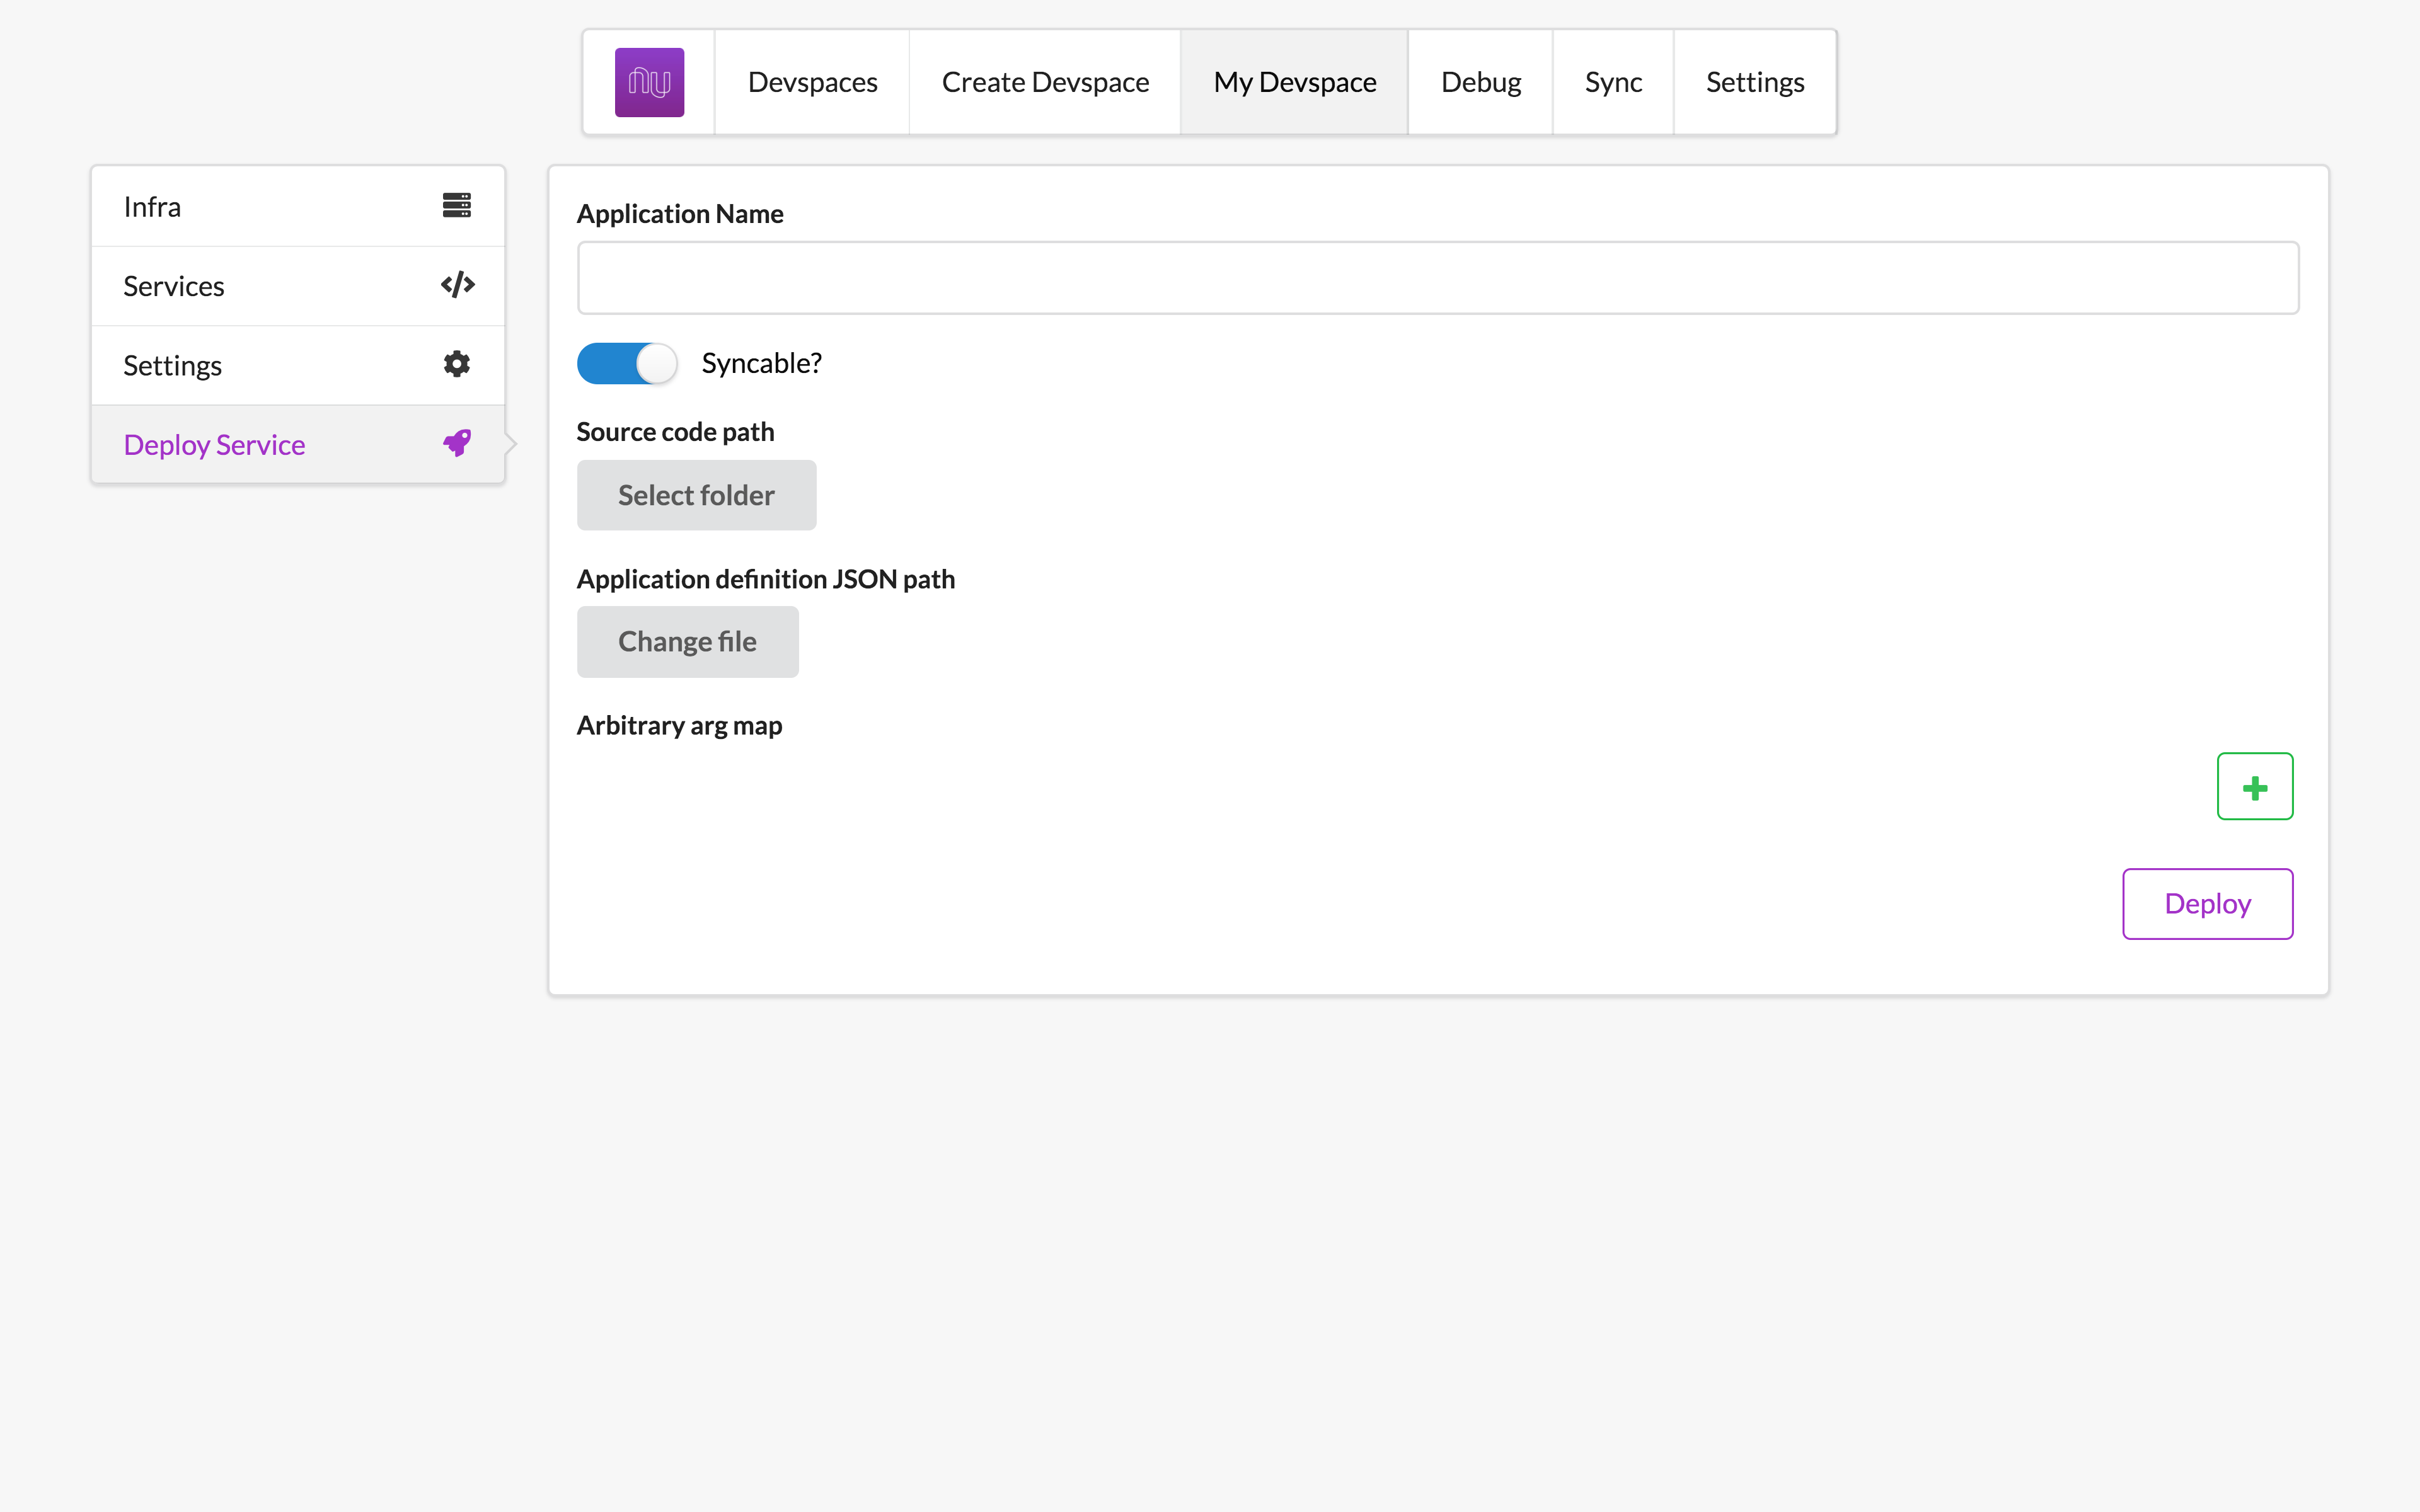 nu
Devspaces
Create Devspace
My Devspace
Debug
Sync
Settings
Infra
Services
Settings
Deploy Service
Application Name
Syncable?
Source code path
Select folder
Application definition JSON path
Change file
Arbitrary arg map
Deploy